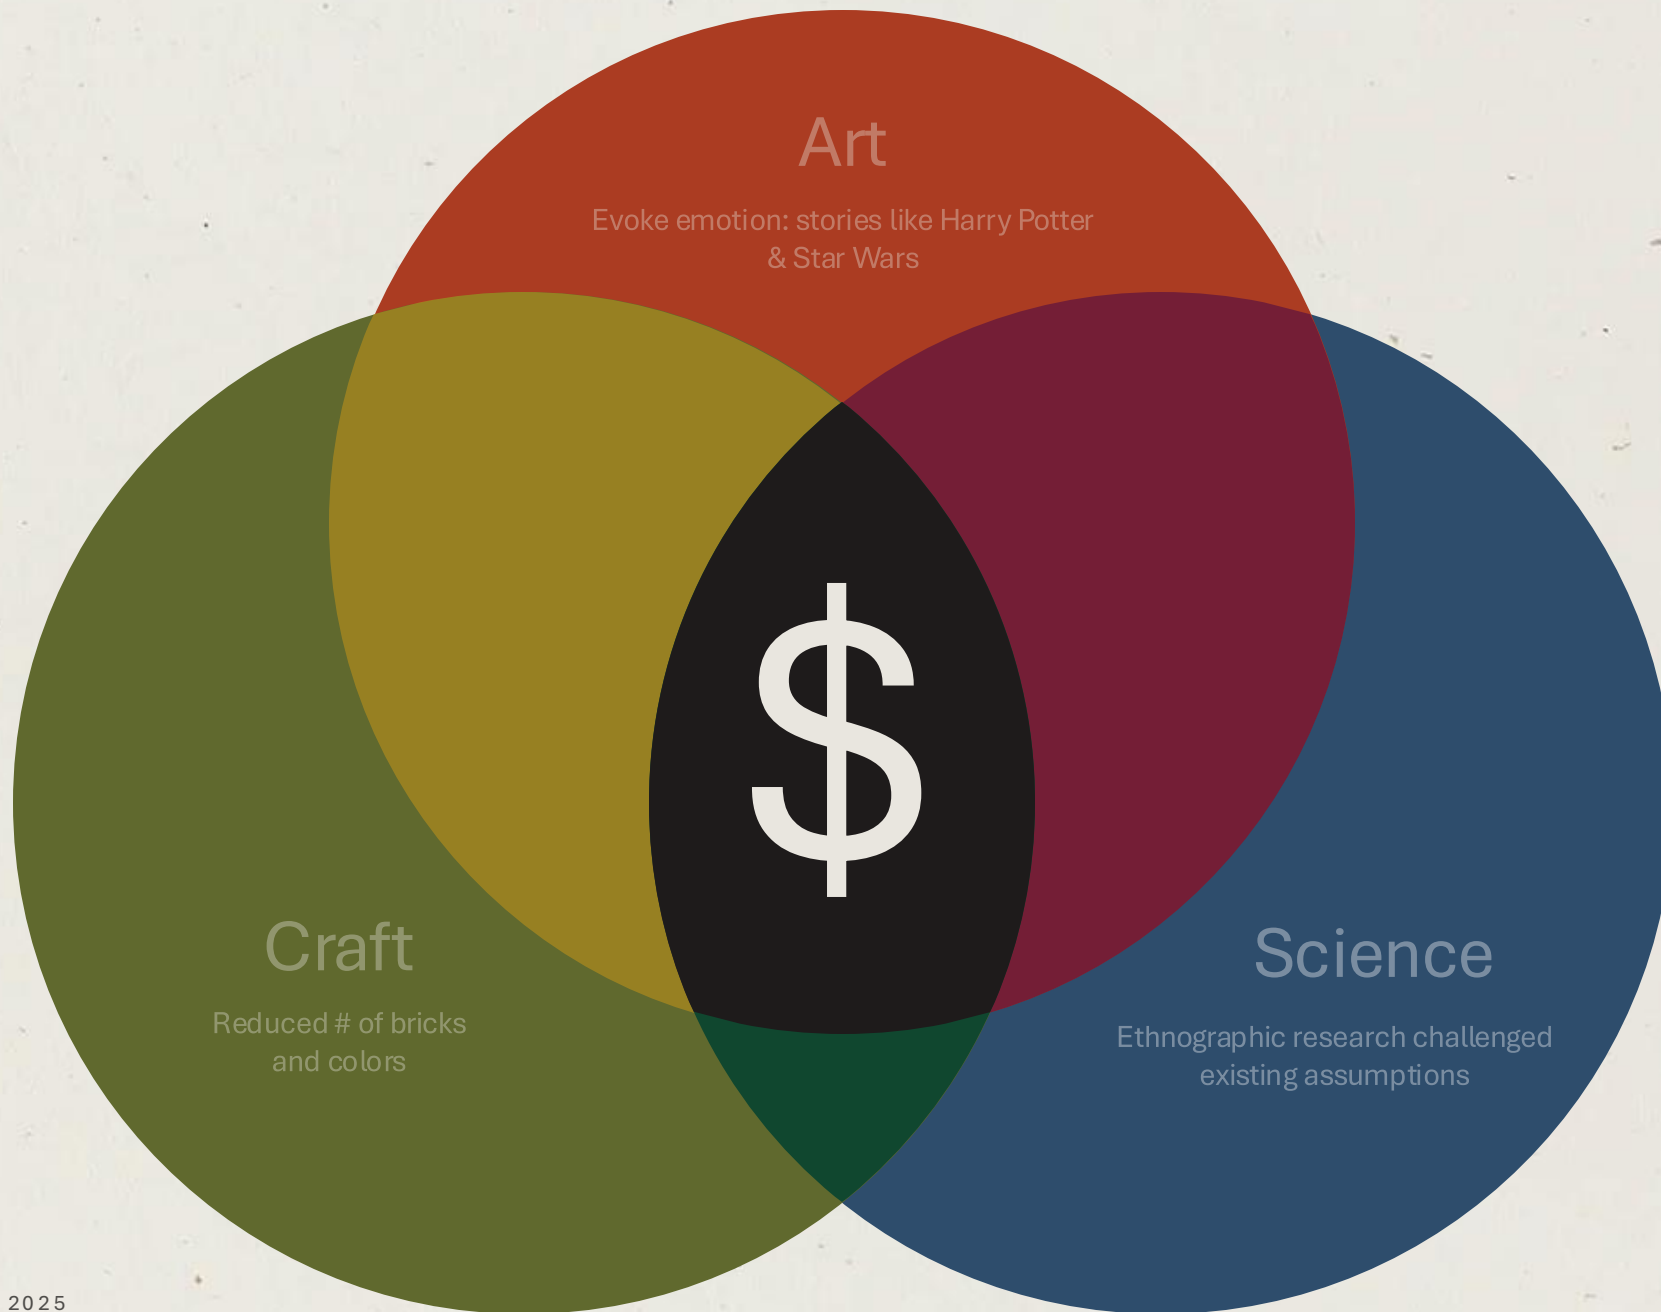 Art
Evoke emotion: stories like Harry Potter
& Star Wars
$
Craft
Reduced # of bricks
and colors
Science
Ethnographic research challenged
existing assumptions
2025